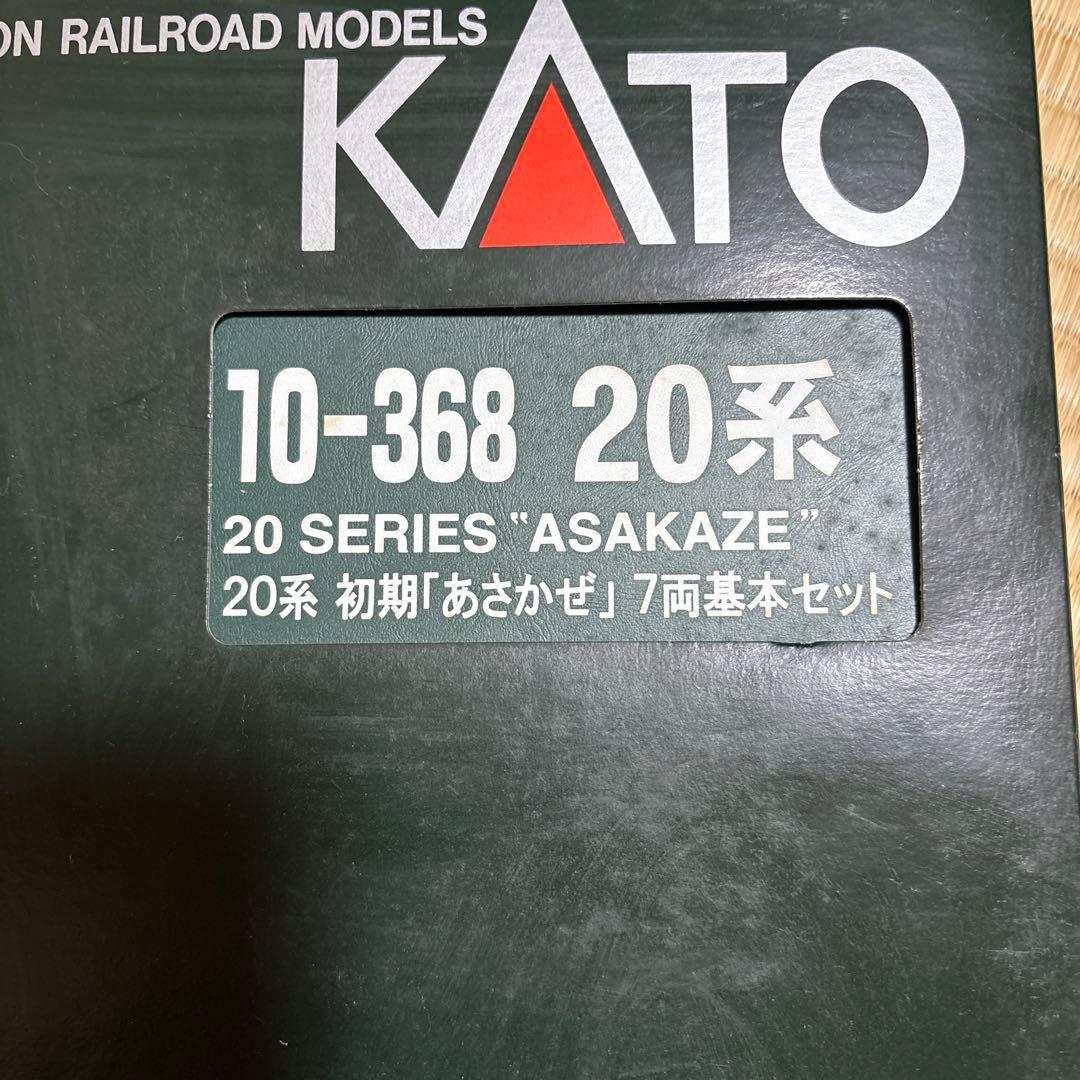 ON RAILROAD MODELS
KATO
10-368 20系
20 SERIES “ASAKAZE”
20系 初期「あさかぜ」 7両基本セット